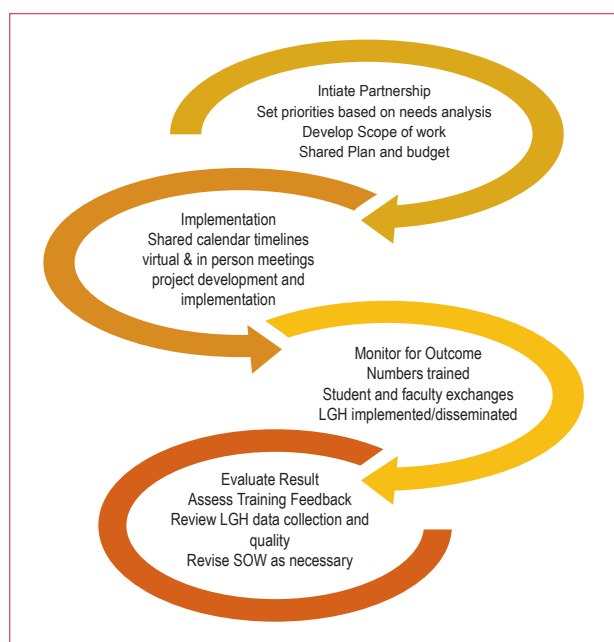 Intiate Partnership
Set priorities based on needs analysis
Develop Scope of work
Shared Plan and budget
Implementation
Shared calendar timelines
virtual & in person meetings
project development and
implementation
Monitor for Outcome
Numbers trained
Student and faculty exchanges
LGH implemented/disseminated
Evaluate Result
Assess Training Feedback
Review LGH data collection and
quality
Revise SOW as necessary